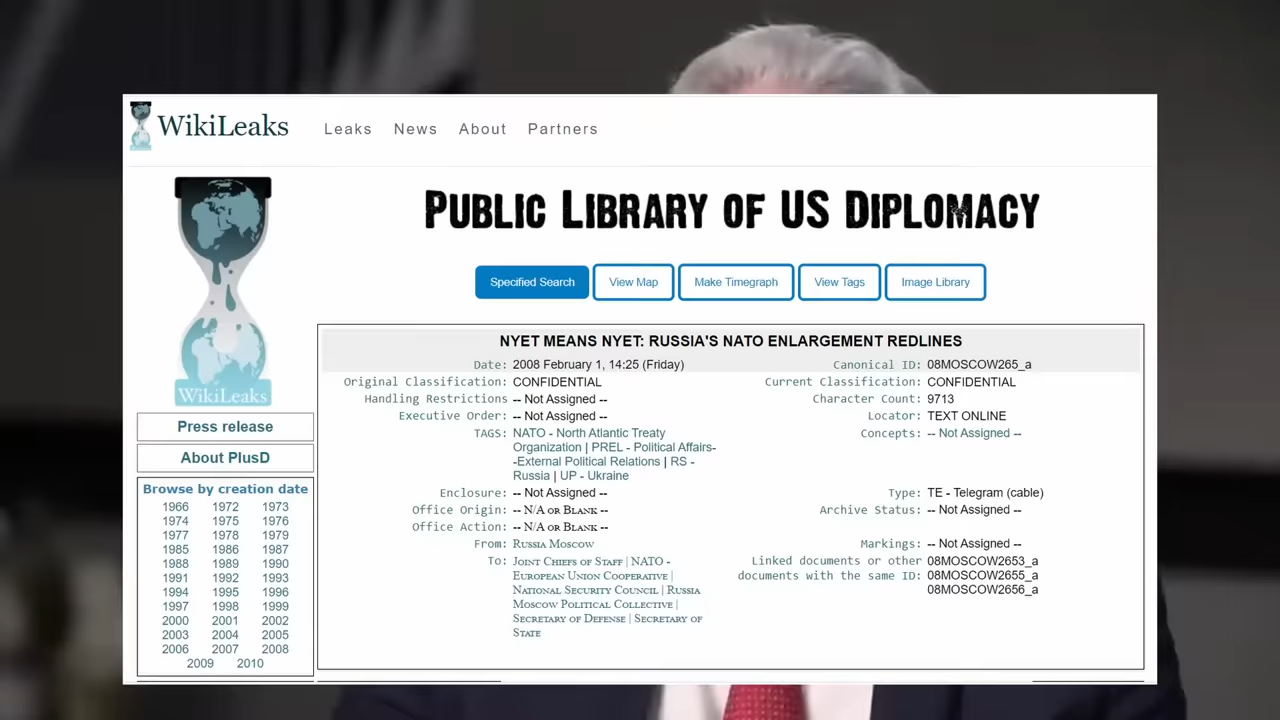 WikiLeaks Leaks News About Partners
PUBLIC LIBRARY OF US DIPLOMACY
Specified Search View Map Make Timegraph View Tags Image Library
WikiLeaks
Press release
About PlusD
Browse by creation date
1966 1972 1973
1974 1975 1976
1977 1978 1979
1985 1986 1987
1988 1989 1990
1991 1992 1993
1994 1995 1996
1997 1998 1999
2000 2001 2002
2003 2004 2005
2006 2007 2008
2009 2010
NYET MEANS NYET: RUSSIA'S NATO ENLARGEMENT REDLINES
Date: 2008 February 1, 14:25 (Friday) Canonical ID: 08MOSCOW265_a
Original Classification: CONFIDENTIAL Current Classification: CONFIDENTIAL
Handling Restrictions -- Not Assigned -- Character Count: 9713
Executive Order: -- Not Assigned -- Locator: TEXT ONLINE
TAGS: NATO - North Atlantic Treaty Concepts: -- Not Assigned --
Organization | PREL - Political Affairs-
-External Political Relations | RS -
Russia | UP - Ukraine
Enclosure: -- Not Assigned -- Type: TE - Telegram (cable)
Office Origin: -- N/A OR BLANK -- Archive Status: -- Not Assigned --
Office Action: -- N/A OR BLANK --
From: RUSSIA MOSCOW Markings: -- Not Assigned --
To: JOINT CHIEFS OF STAFF | NATO - Linked documents or other 08MOSCOW2653_a
EUROPEAN UNION COOPERATIVE | documents with the same ID: 08MOSCOW2655_a
NATIONAL SECURITY COUNCIL | RUSSIA 08MOSCOW2656_a
MOSCOW POLITICAL COLLECTIVE |
SECRETARY OF DEFENSE | SECRETARY OF
STATE